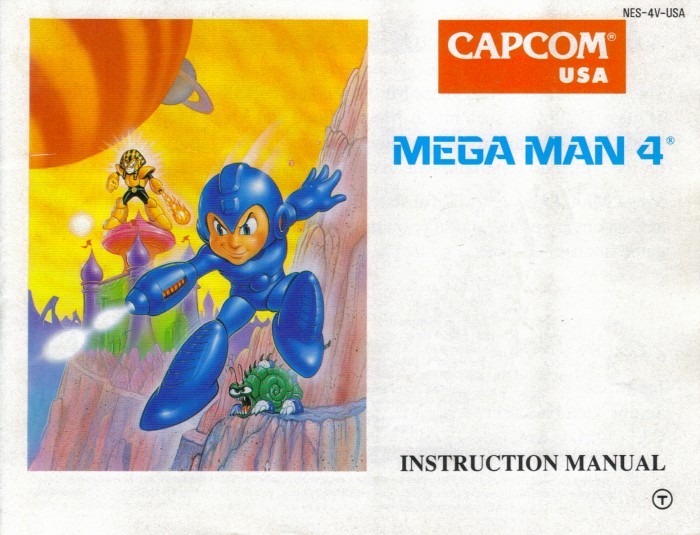 NES-4V-USA
CAPCOM®
USA
MEGA MAN 4®
INSTRUCTION MANUAL
T